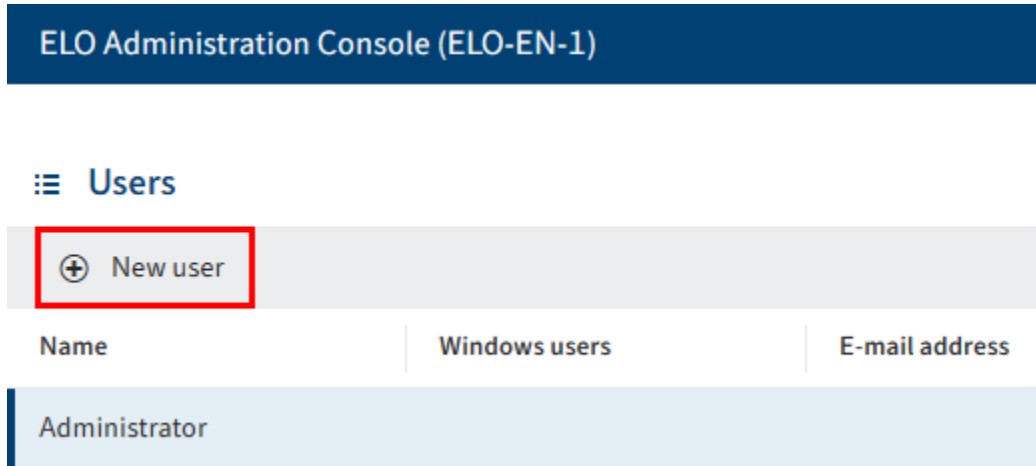 ELO Administration Console (ELO-EN-1)
Users
New user
Name Windows users E-mail address
Administrator